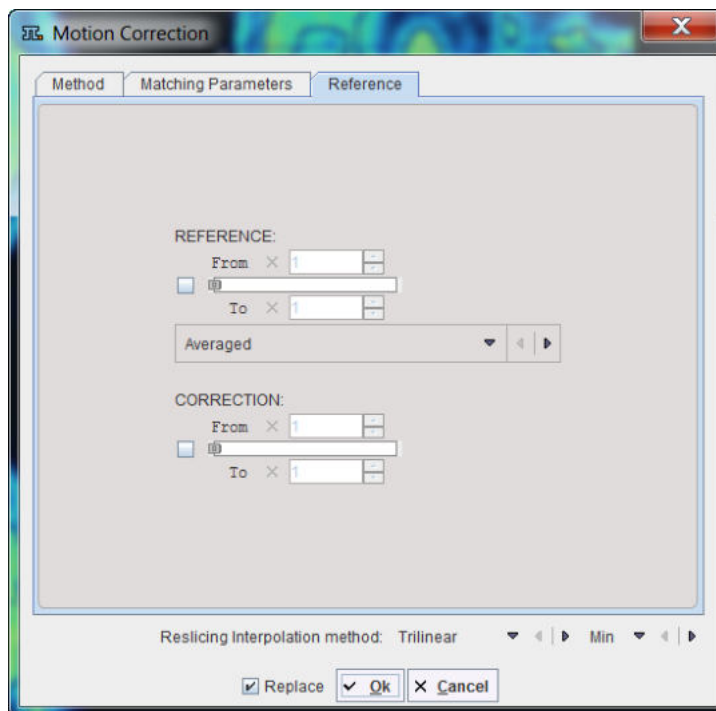 Motion Correction
Method Matching Parameters Reference
REFERENCE:
From 1
To 1
Averaged
CORRECTION:
From 1
To 1
Reslicing Interpolation method: Trilinear Min
Replace Ok Cancel